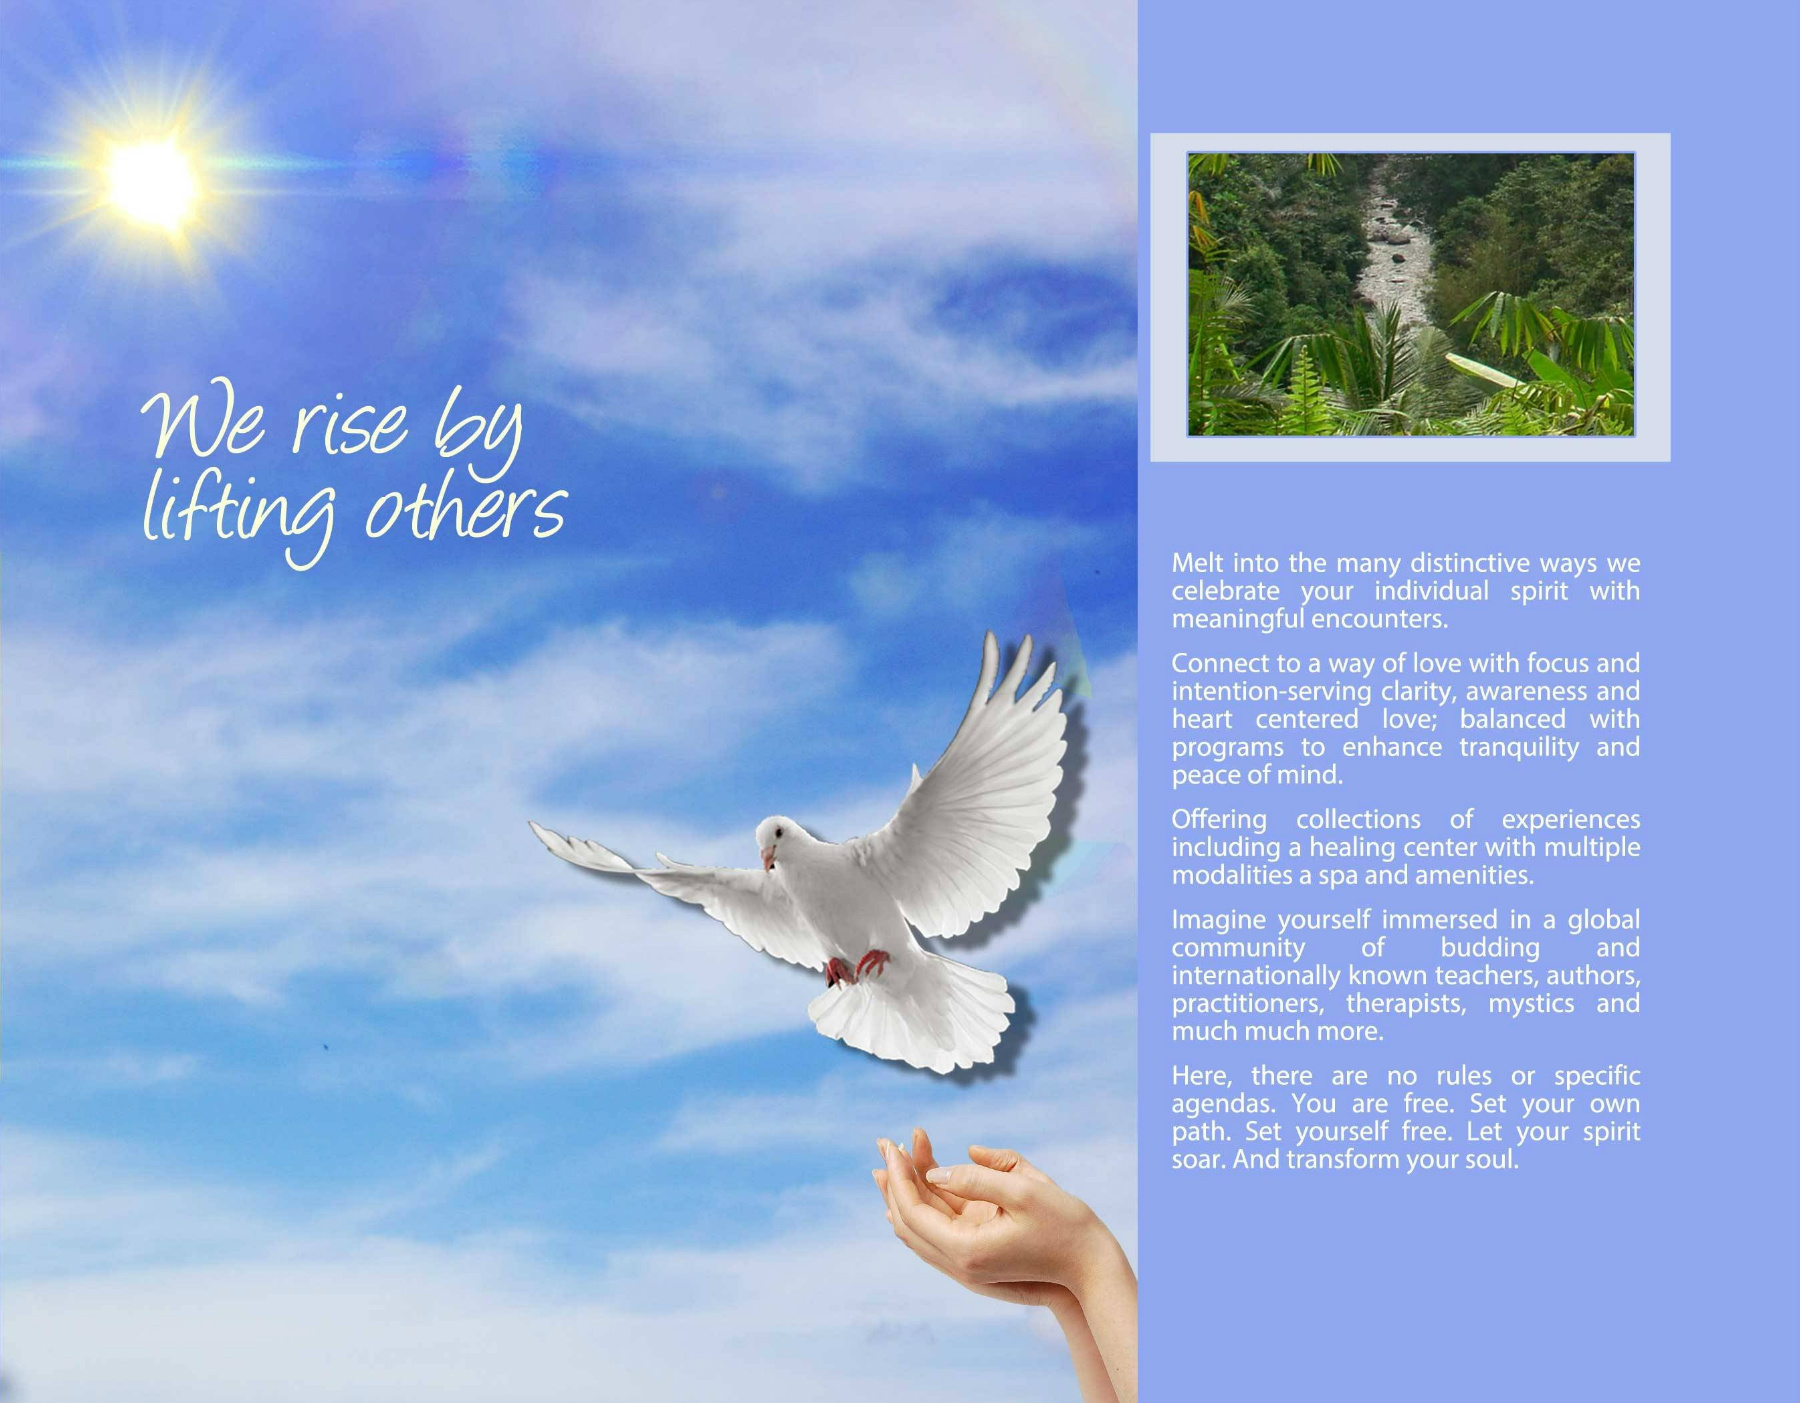 We rise by
lifting others
Melt into the many distinctive ways we
celebrate your individual spirit with
meaningful encounters.
Connect to a way of love with focus and
intention-serving clarity, awareness and
heart centered love; balanced with
programs to enhance tranquility and
peace of mind.
Offering collections of experiences
including a healing center with multiple
modalities a spa and amenities.
Imagine yourself immersed in a global
community of budding and
internationally known teachers, authors,
practitioners, therapists, mystics and
much much more.
Here, there are no rules or specific
agendas. You are free. Set your own
path. Set yourself free. Let your spirit
soar. And transform your soul.